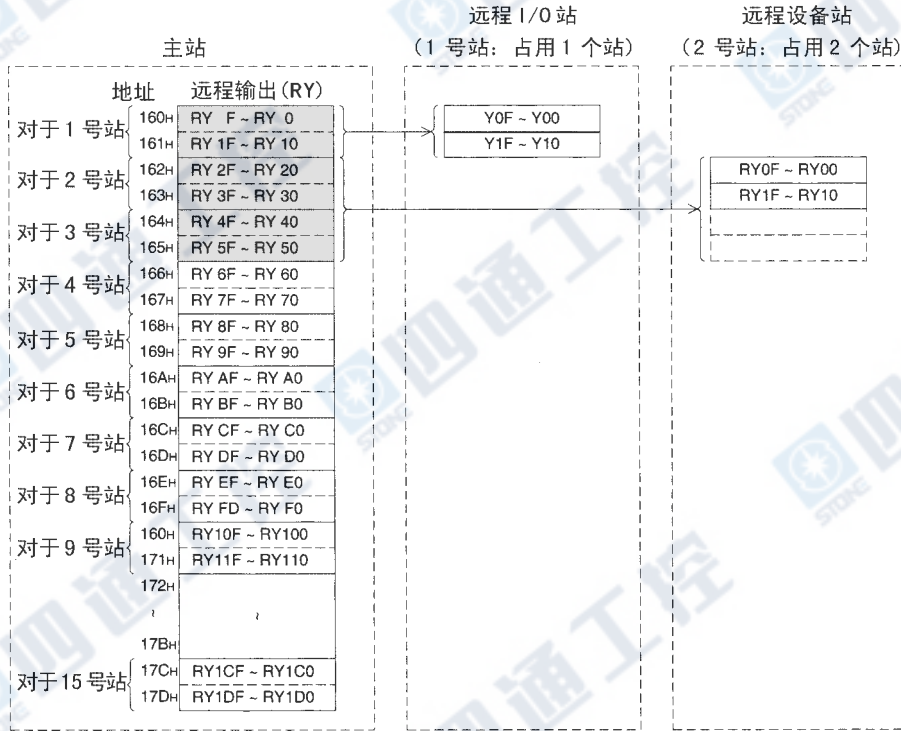 主站
远程 I/O 站
(1 号站: 占用 1 个站)
远程设备站
(2 号站: 占用 2 个站)
地址 远程输出(RY)
对于 1 号站
160H RY F ~ RY 0
161H RY 1F ~ RY 10
对于 2 号站
162H RY 2F ~ RY 20
163H RY 3F ~ RY 30
对于 3 号站
164H RY 4F ~ RY 40
165H RY 5F ~ RY 50
对于 4 号站
166H RY 6F ~ RY 60
167H RY 7F ~ RY 70
对于 5 号站
168H RY 8F ~ RY 80
169H RY 9F ~ RY 90
对于 6 号站
16AH RY AF ~ RY A0
16BH RY BF ~ RY B0
对于 7 号站
16CH RY CF ~ RY C0
16DH RY DF ~ RY D0
对于 8 号站
16EH RY EF ~ RY E0
16FH RY FD ~ RY F0
对于 9 号站
160H RY10F ~ RY100
171H RY11F ~ RY110
172H
~ ~
17BH
对于 15 号站
17CH RY1CF ~ RY1C0
17DH RY1DF ~ RY1D0
Y0F ~ Y00
Y1F ~ Y10
RY0F ~ RY00
RY1F ~ RY10
四通工控
STONE